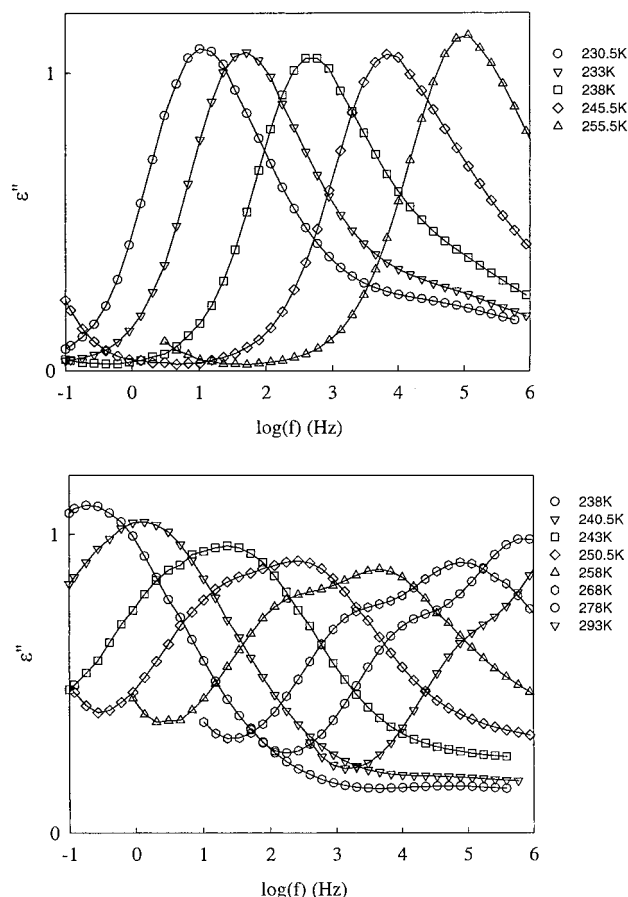 1
0
ε"
-1 0 1 2 3 4 5 6
log(f) (Hz)
230.5K
233K
238K
245.5K
255.5K
1
0
ε"
-1 0 1 2 3 4 5 6
log(f) (Hz)
238K
240.5K
243K
250.5K
258K
268K
278K
293K